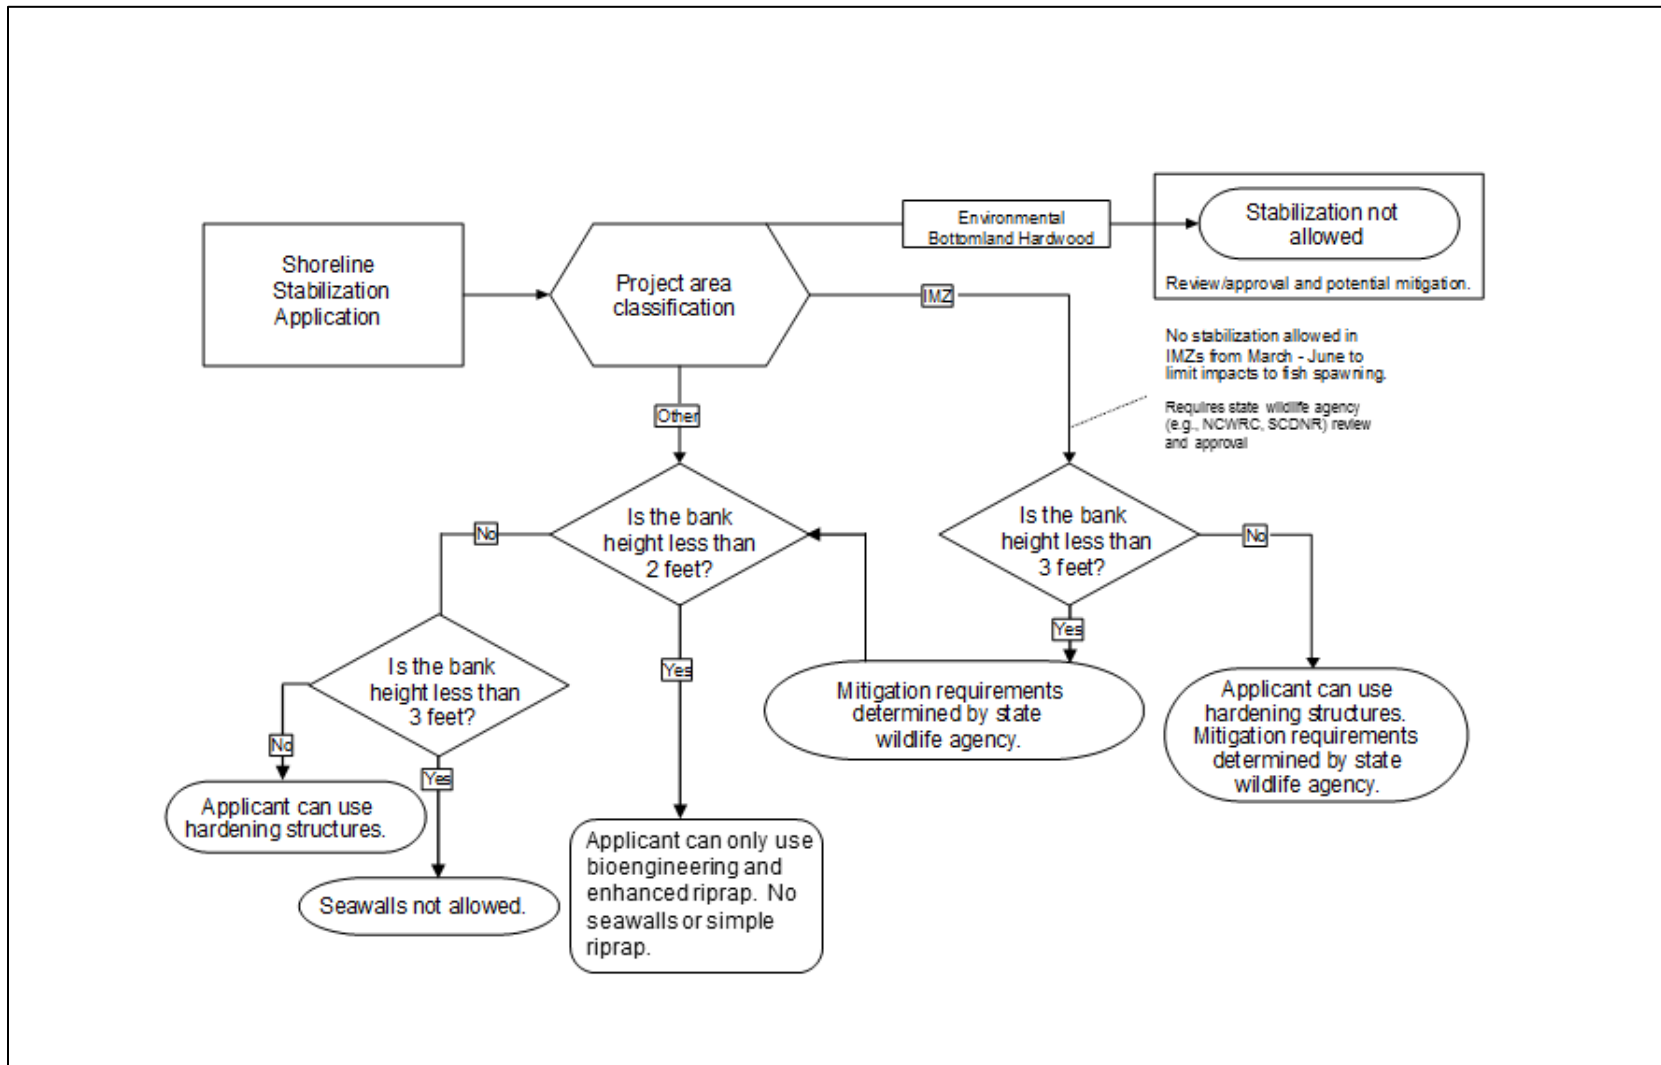 Shoreline
Stabilization
Application
Project area
classification
Environmental
Bottomland Hardwood
Stabilization not
allowed
Review/approval and potential mitigation.
IMZ
No stabilization allowed in
IMZs from March - June to
limit impacts to fish spawning.
Requires state wildlife agency
(e.g., NCWRC, SCDNR) review
and approval
Other
Is the bank
height less than
2 feet?
No
Yes
Is the bank
height less than
3 feet?
No
Yes
Is the bank
height less than
3 feet?
No
Yes
Mitigation requirements
determined by state
wildlife agency.
Applicant can use
hardening structures.
Mitigation requirements
determined by state
wildlife agency.
Applicant can use
hardening structures.
Seawalls not allowed.
Applicant can only use
bioengineering and
enhanced riprap.  No
seawalls or simple
riprap.